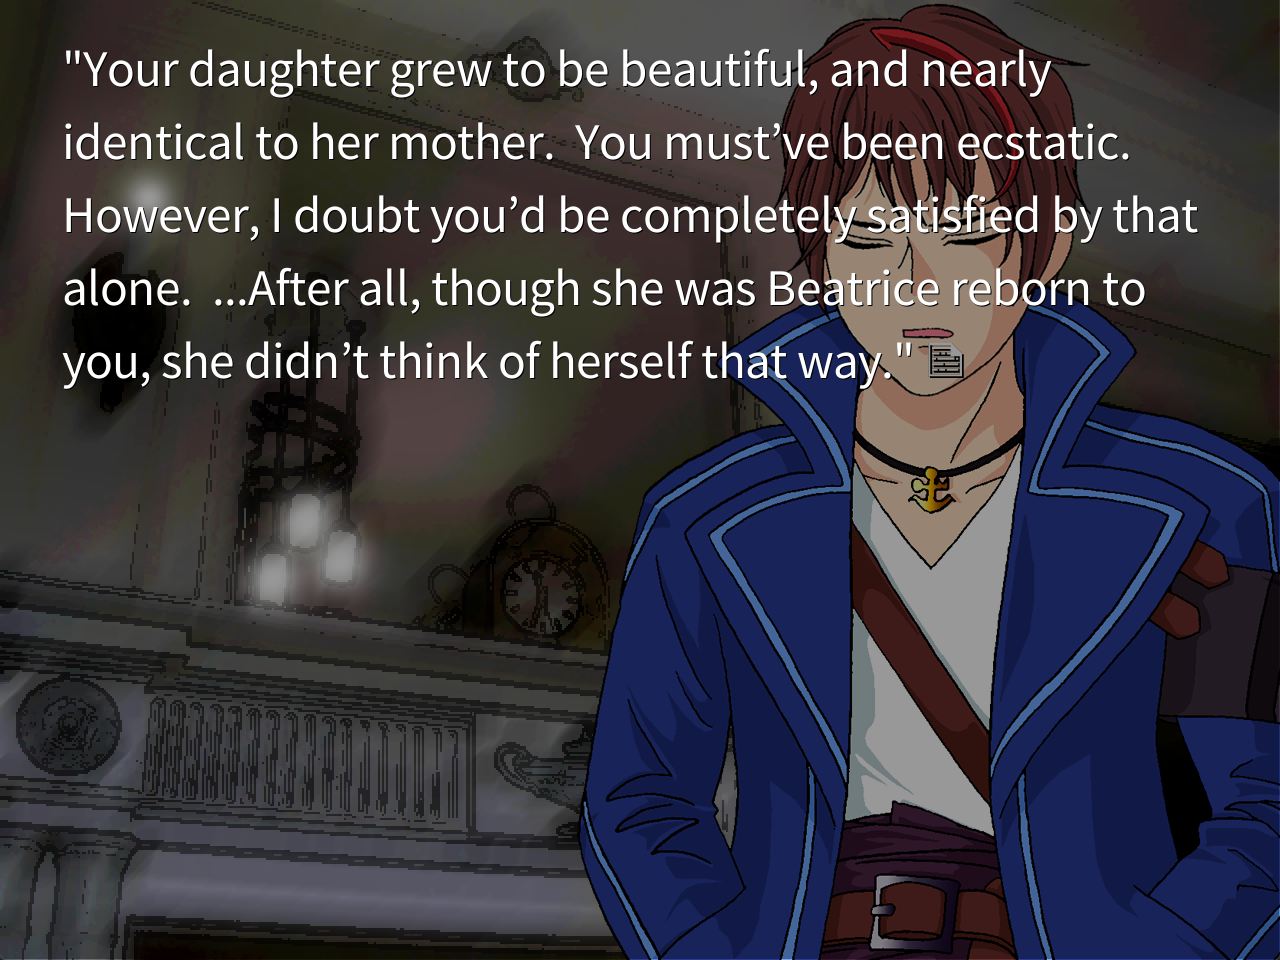 "Your daughter grew to be beautiful, and nearly
identical to her mother.  You must’ve been ecstatic.
However, I doubt you’d be completely satisfied by that
alone.  ...After all, though she was Beatrice reborn to
you, she didn’t think of herself that way."